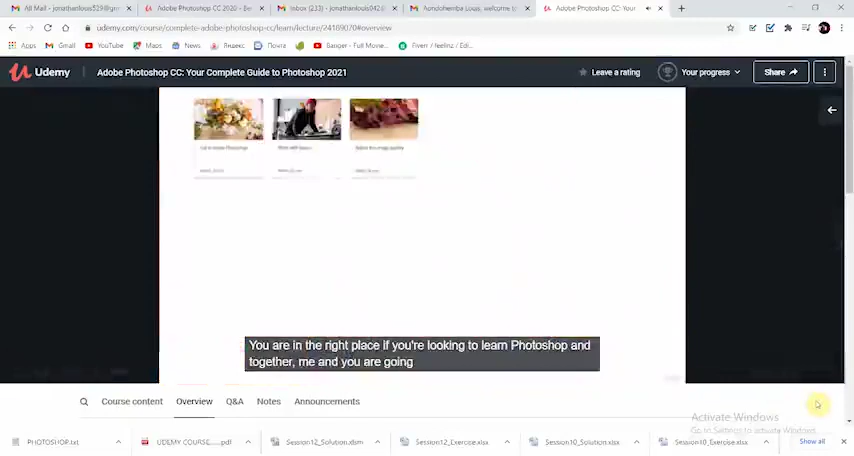 All Mail - jonathanlouis529@gm
Adobe Photoshop CC 2020 - Be
Inbox (213) - jonathanlouis042@
welcome t
Adobe Photoshop CC: Your
udemy.com/course/complete-adobe-photoshop-cc/learn/lecture/24189070#overview
Apps
Gmail
YouTube
Maps
News
Яндекс
Почта
Banger - Full Movie...
Fiverr / feelinz / Edi...
Udemy
Adobe Photoshop CC: Your Complete Guide to Photoshop 2021
Leave a rating
Your progress
Share
You are in the right place if you're looking to learn Photoshop and
together, me and you are going
Course content
Overview
Q&A
Notes
Announcements
Activate Windows
Go to Settings to activate Windows.
PHOTOSHOP.txt
UDEMY COURSE......pdf
Session12_Solution.xlsm
Session12_Exercise.xlsx
Session10_Solution.xlsx
Session10_Exercise.xlsx
Show all